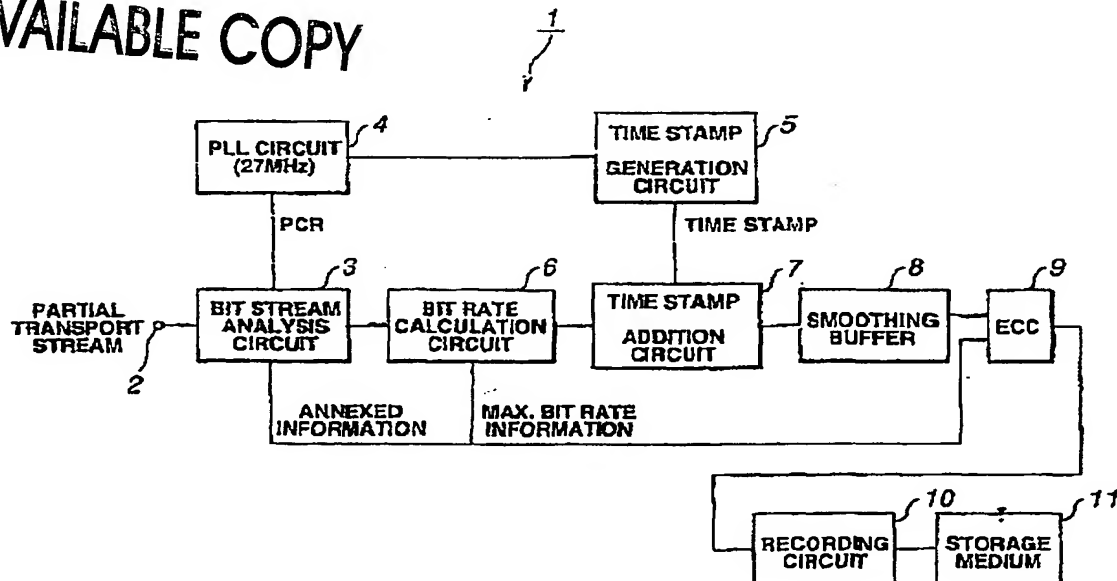 VAILABLE COPY
1
4
PLL CIRCUIT
(27MHz)
5
TIME STAMP
GENERATION
CIRCUIT
PCR
TIME STAMP
3
6
7
8
9
PARTIAL
TRANSPORT
STREAM
2
BIT STREAM
ANALYSIS
CIRCUIT
BIT RATE
CALCULATION
CIRCUIT
TIME STAMP
ADDITION
CIRCUIT
SMOOTHING
BUFFER
ECC
ANNEXED
INFORMATION
MAX. BIT RATE
INFORMATION
10
11
RECORDING
CIRCUIT
STORAGE
MEDIUM